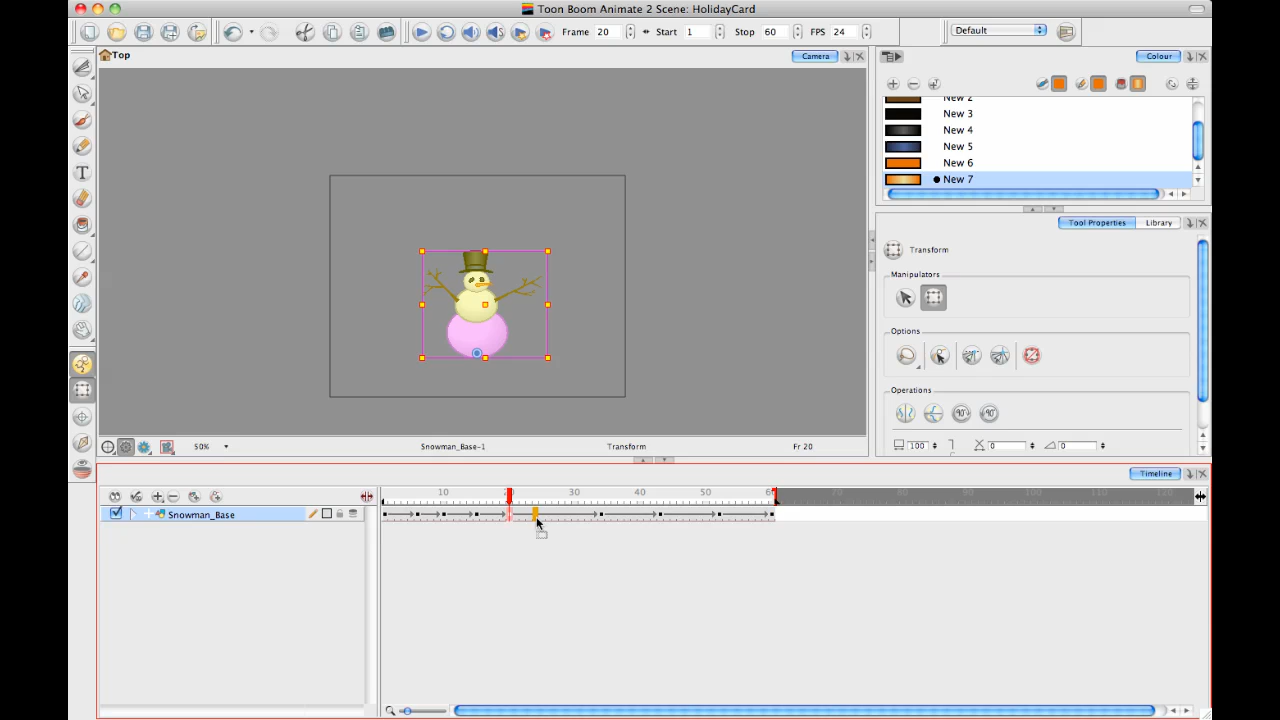 Toon Boom Animate 2 Scene: HolidayCard
Frame 20 Start 1 Stop 60 FPS 24 Default
Top Camera Colour
New 2
New 3
New 4
New 5
New 6
New 7
Tool Properties Library
Transform
Manipulators
Options
Operations
100 0 0
50% Snowman_Base-1 Transform Fr 20
Timeline
10 20 30 40 50 60 70 80 90 100 110 120
Snowman_Base
T
90° 90°